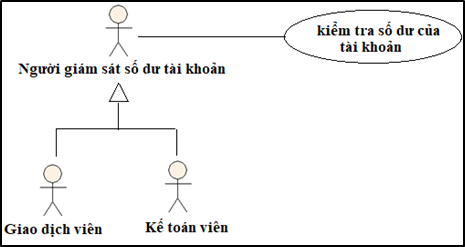 kiểm tra số dư của
tài khoản
Người giám sát số dư tài khoản
Giao dịch viên
Kế toán viên